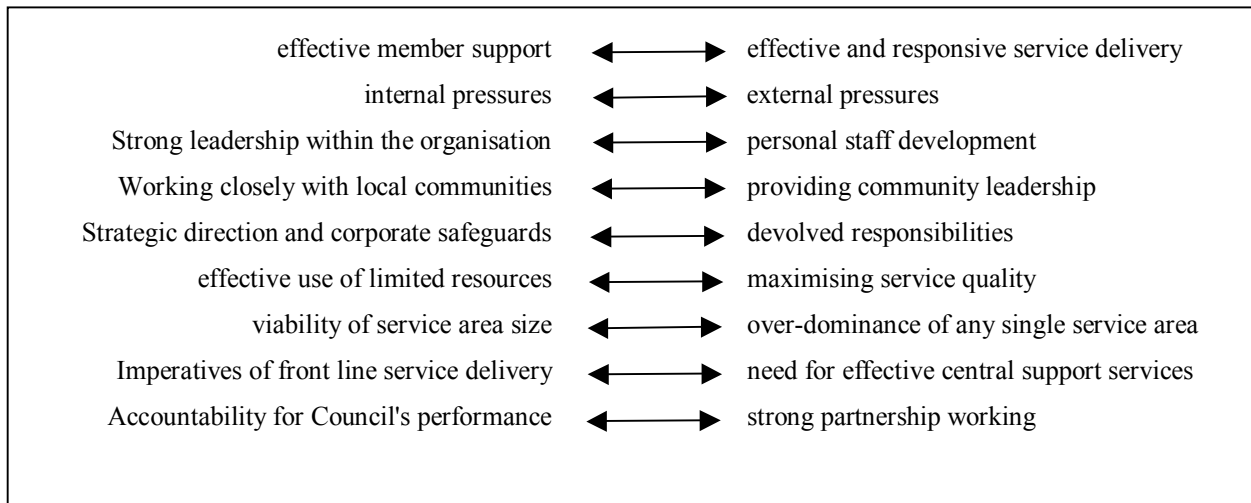 effective member support effective and responsive service delivery
internal pressures external pressures
Strong leadership within the organisation personal staff development
Working closely with local communities providing community leadership
Strategic direction and corporate safeguards devolved responsibilities
effective use of limited resources maximising service quality
viability of service area size over-dominance of any single service area
Imperatives of front line service delivery need for effective central support services
Accountability for Council's performance strong partnership working